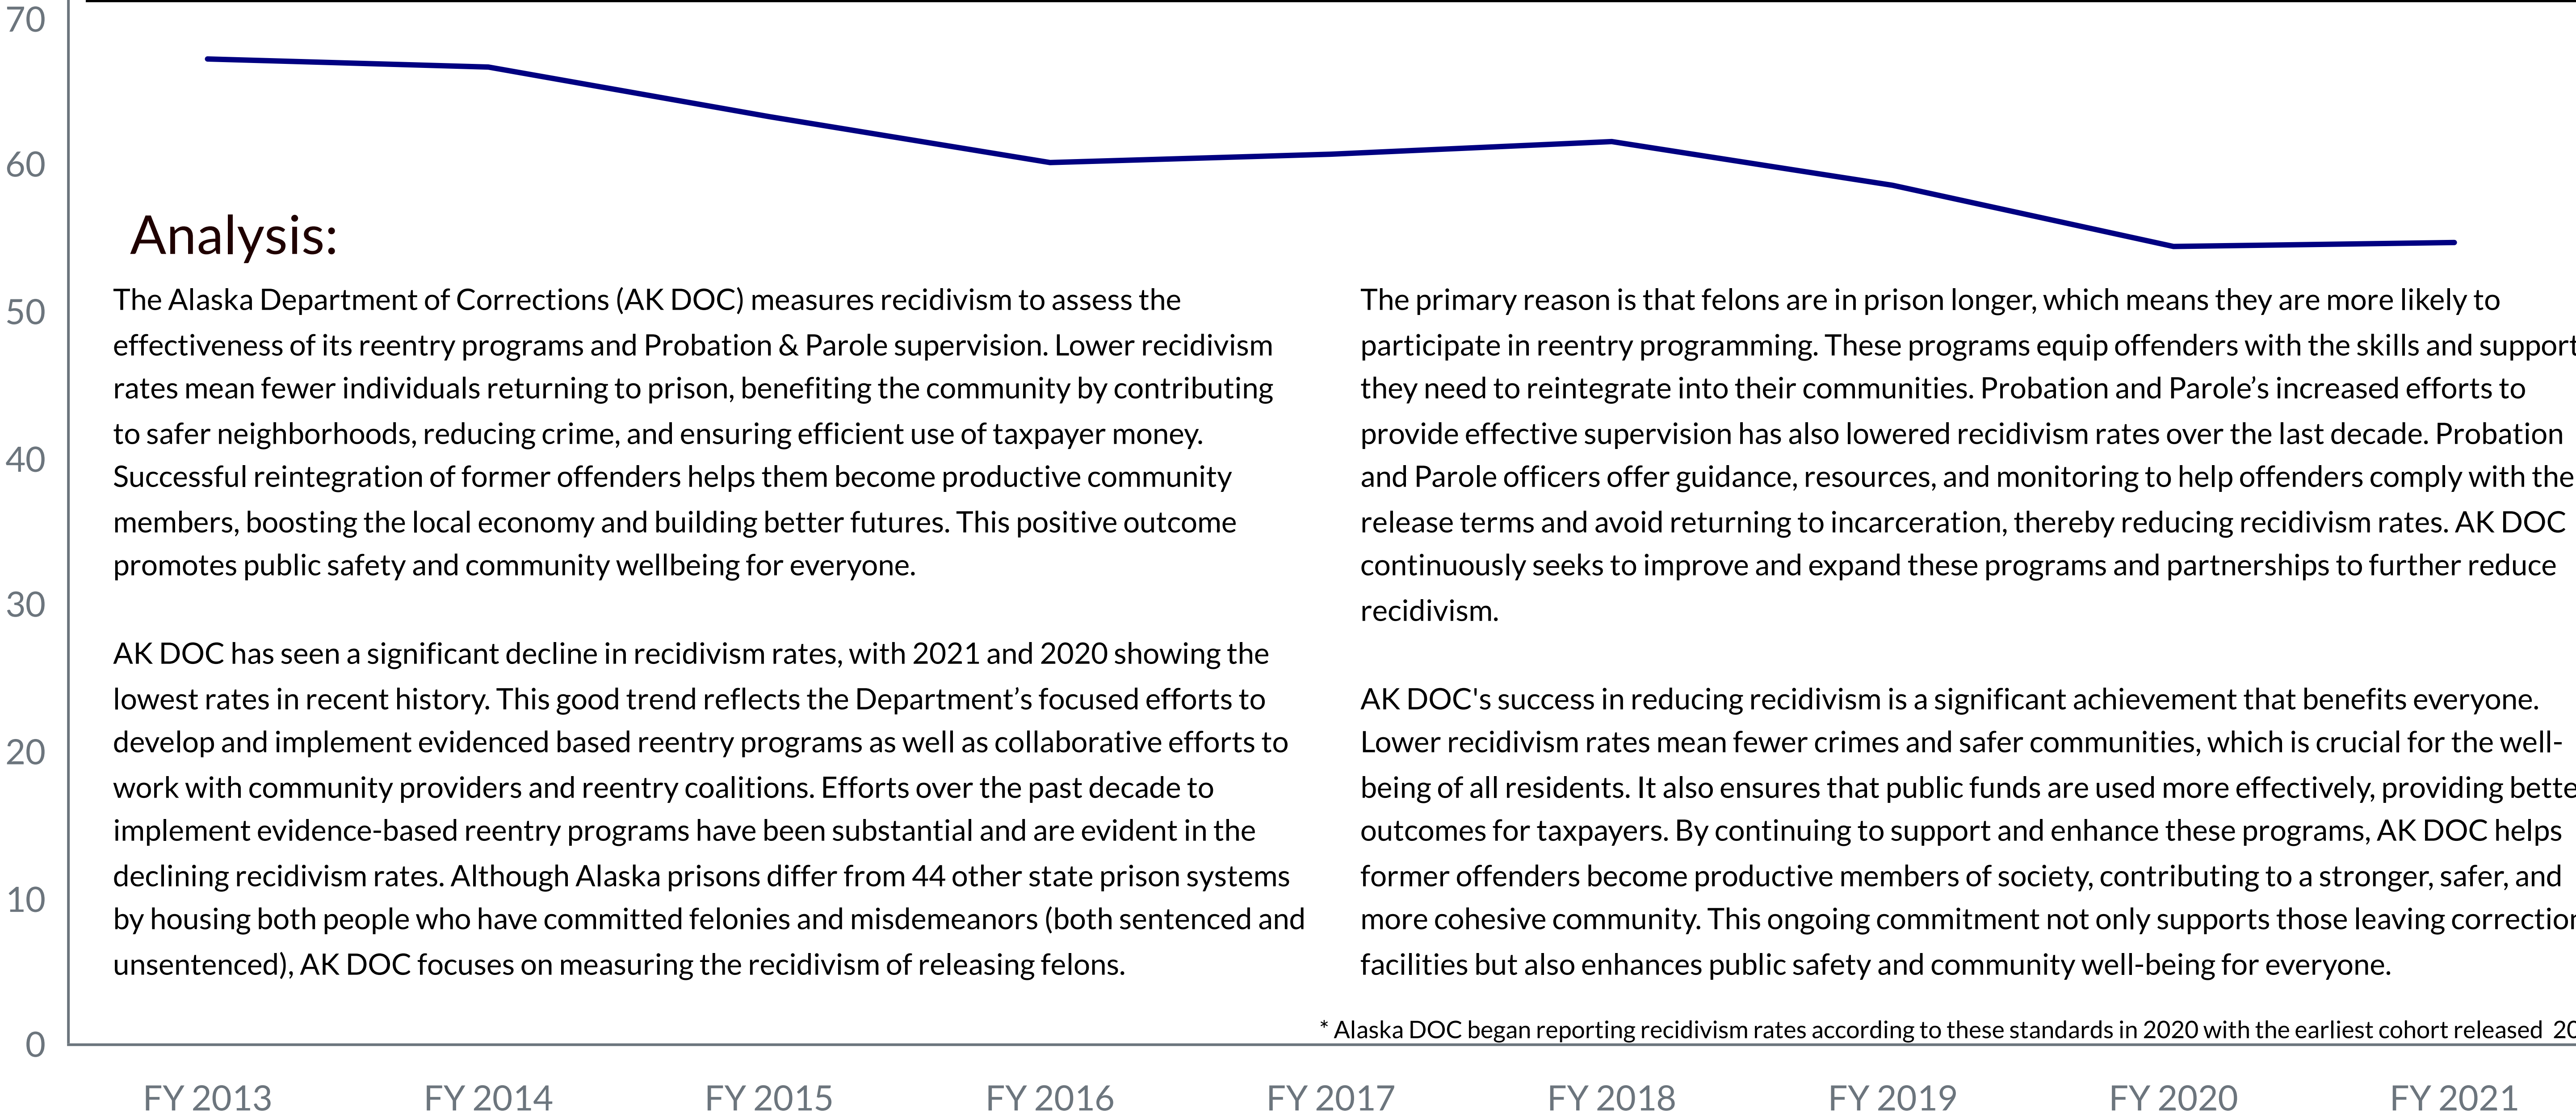 70
60
50
40
30
20
10
0
Analysis:
The Alaska Department of Corrections (AK DOC) measures recidivism to assess the
effectiveness of its reentry programs and Probation & Parole supervision. Lower recidivism
rates mean fewer individuals returning to prison, benefiting the community by contributing
to safer neighborhoods, reducing crime, and ensuring efficient use of taxpayer money.
Successful reintegration of former offenders helps them become productive community
members, boosting the local economy and building better futures. This positive outcome
promotes public safety and community wellbeing for everyone.
AK DOC has seen a significant decline in recidivism rates, with 2021 and 2020 showing the
lowest rates in recent history. This good trend reflects the Department’s focused efforts to
develop and implement evidenced based reentry programs as well as collaborative efforts to
work with community providers and reentry coalitions. Efforts over the past decade to
implement evidence-based reentry programs have been substantial and are evident in the
declining recidivism rates. Although Alaska prisons differ from 44 other state prison systems
by housing both people who have committed felonies and misdemeanors (both sentenced and
unsentenced), AK DOC focuses on measuring the recidivism of releasing felons.
The primary reason is that felons are in prison longer, which means they are more likely to
participate in reentry programming. These programs equip offenders with the skills and support
they need to reintegrate into their communities. Probation and Parole’s increased efforts to
provide effective supervision has also lowered recidivism rates over the last decade. Probation
and Parole officers offer guidance, resources, and monitoring to help offenders comply with the
release terms and avoid returning to incarceration, thereby reducing recidivism rates. AK DOC
continuously seeks to improve and expand these programs and partnerships to further reduce
recidivism.
AK DOC's success in reducing recidivism is a significant achievement that benefits everyone.
Lower recidivism rates mean fewer crimes and safer communities, which is crucial for the well-
being of all residents. It also ensures that public funds are used more effectively, providing bette
outcomes for taxpayers. By continuing to support and enhance these programs, AK DOC helps
former offenders become productive members of society, contributing to a stronger, safer, and
more cohesive community. This ongoing commitment not only supports those leaving correction
facilities but also enhances public safety and community well-being for everyone.
* Alaska DOC began reporting recidivism rates according to these standards in 2020 with the earliest cohort released 20
FY 2013 FY 2014 FY 2015 FY 2016 FY 2017 FY 2018 FY 2019 FY 2020 FY 2021